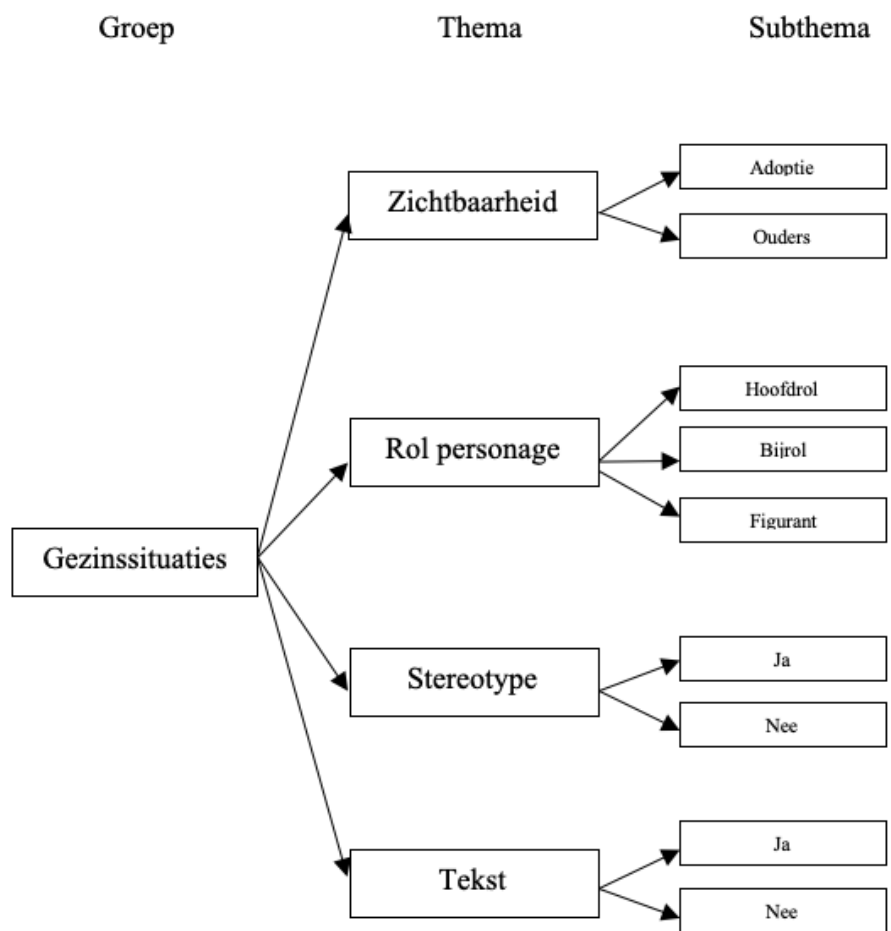 Groep Thema Subthema
Adoptie
Zichtbaarheid
Ouders
Hoofdrol
Rol personage
Bijrol
Figurant
Gezinssituaties
Ja
Stereotype
Nee
Ja
Tekst
Nee